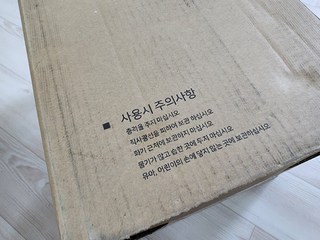 ■ 사용시 주의사항
충격을 주지 마십시오
직사광선을 피하여 보관 하십시오
화기 근처에 보관하지 마십시오
물기가 많고 습한 곳에 두지 마십시오
유아, 어린이의 손에 닿지 않는 곳에 보관하십시오